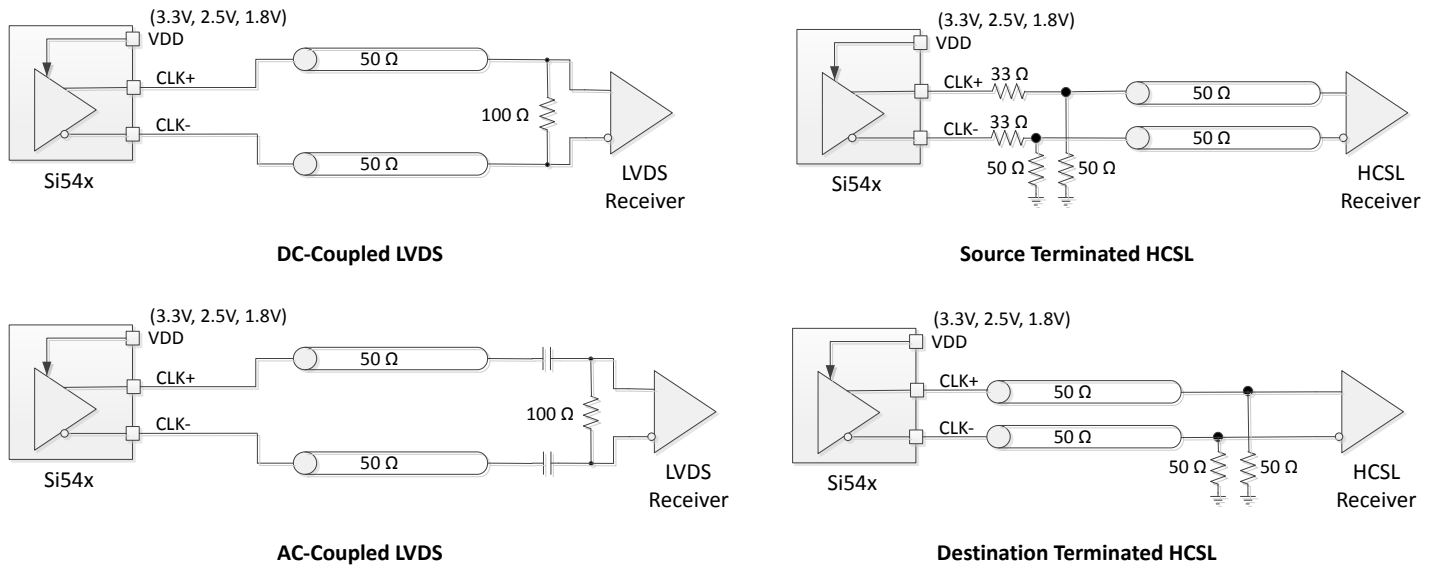 (3.3V, 2.5V, 1.8V)
VDD
CLK+
50 Ω
100 Ω
CLK-
50 Ω
Si54x
LVDS
Receiver
DC-Coupled LVDS
(3.3V, 2.5V, 1.8V)
VDD
CLK+
33 Ω
50 Ω
CLK-
33 Ω
50 Ω
50 Ω
50 Ω
Si54x
HCSL
Receiver
Source Terminated HCSL
(3.3V, 2.5V, 1.8V)
VDD
CLK+
50 Ω
100 Ω
CLK-
50 Ω
Si54x
LVDS
Receiver
AC-Coupled LVDS
(3.3V, 2.5V, 1.8V)
VDD
CLK+
50 Ω
CLK-
50 Ω
50 Ω
50 Ω
Si54x
HCSL
Receiver
Destination Terminated HCSL